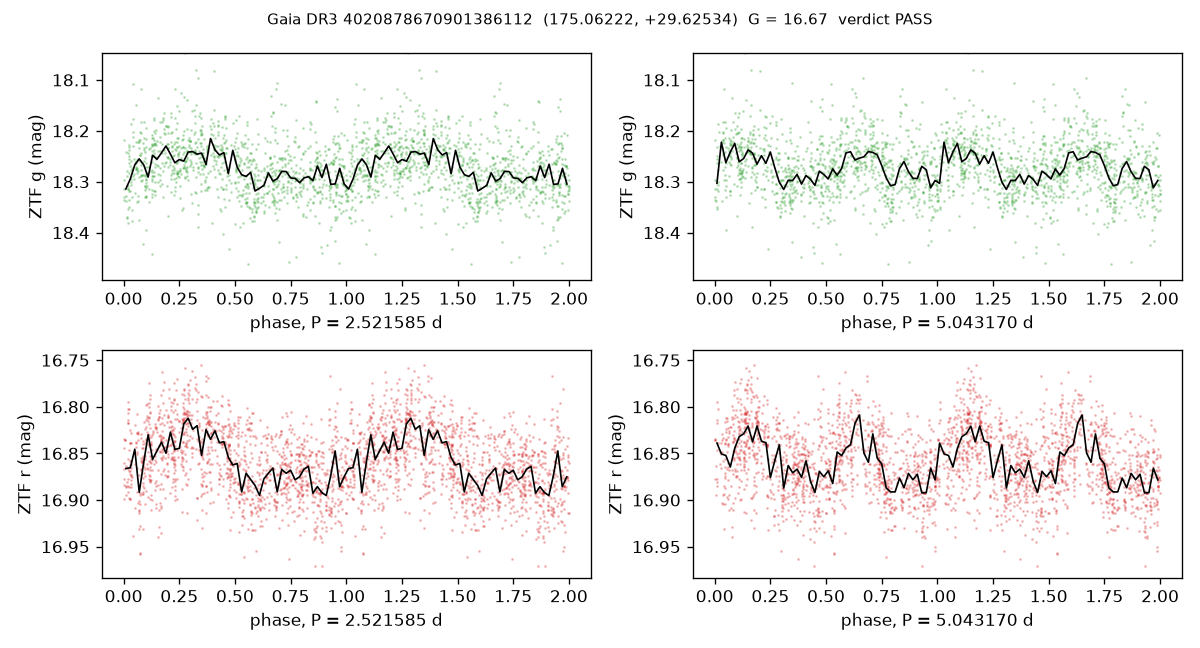 Gaia DR3 4020878670901386112 (175.06222, +29.62534) G = 16.67 verdict PASS
ZTF g (mag)
18.1
18.2
18.3
18.4
0.00 0.25 0.50 0.75 1.00 1.25 1.50 1.75 2.00
phase, P = 2.521585 d
ZTF g (mag)
18.1
18.2
18.3
18.4
0.00 0.25 0.50 0.75 1.00 1.25 1.50 1.75 2.00
phase, P = 5.043170 d
ZTF r (mag)
16.75
16.80
16.85
16.90
16.95
0.00 0.25 0.50 0.75 1.00 1.25 1.50 1.75 2.00
phase, P = 2.521585 d
ZTF r (mag)
16.75
16.80
16.85
16.90
16.95
0.00 0.25 0.50 0.75 1.00 1.25 1.50 1.75 2.00
phase, P = 5.043170 d